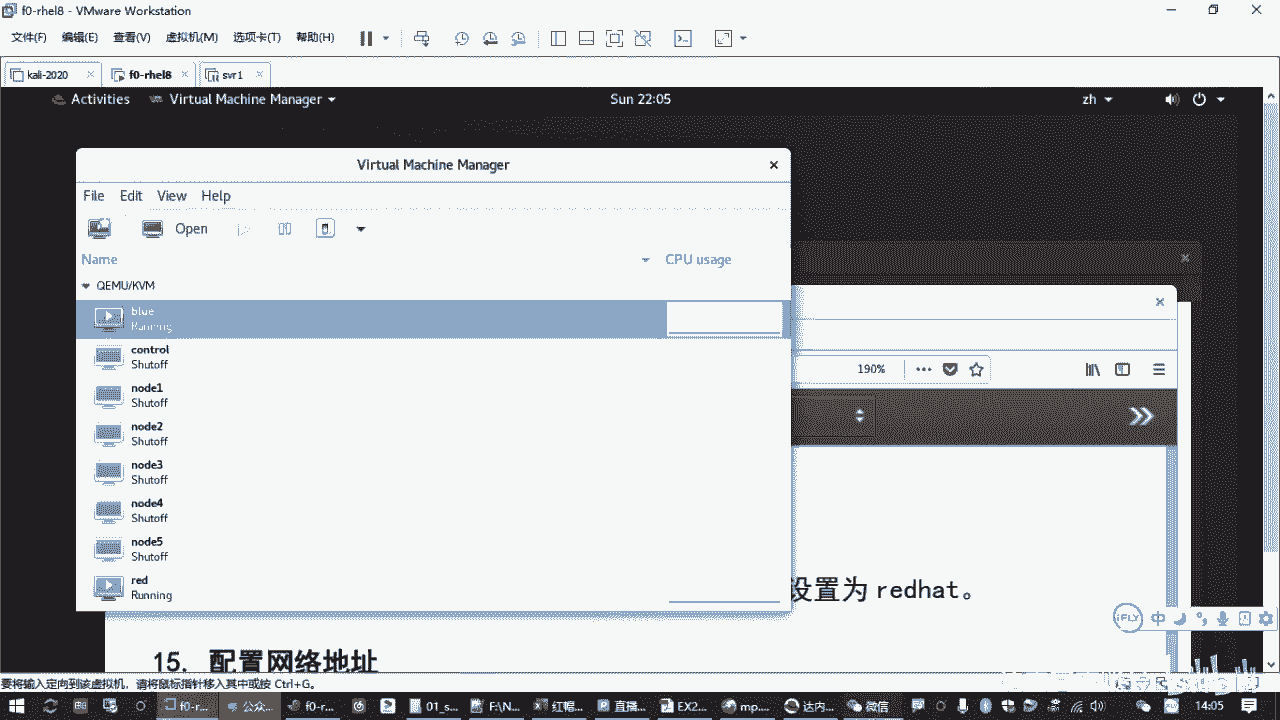 f0-rhel8 - VMware Workstation
文件(F) 编辑(E) 查看(V) 虚拟机(M) 选项卡(T) 帮助(H)
kali-2020 f0-rhel8 svr1
Activities Virtual Machine Manager Sun 22:05 zh
Virtual Machine Manager
File Edit View Help
Open
Name CPU usage
QEMU/KVM
blue
Running
control
Shutoff
node1
Shutoff
190%
node2
Shutoff
node3
Shutoff
node4
Shutoff
node5
Shutoff
red
Running
设置为 redhat。
iFLY 中
15. 配置网络地址
要将输入定向到该虚拟机，请将鼠标指针移入其中或按 Ctrl+G。
f0-r... 公众... f0-r... 01_s... F:\N... 红帽... 直播... EX2... mp.... 达内... 微信 14:05